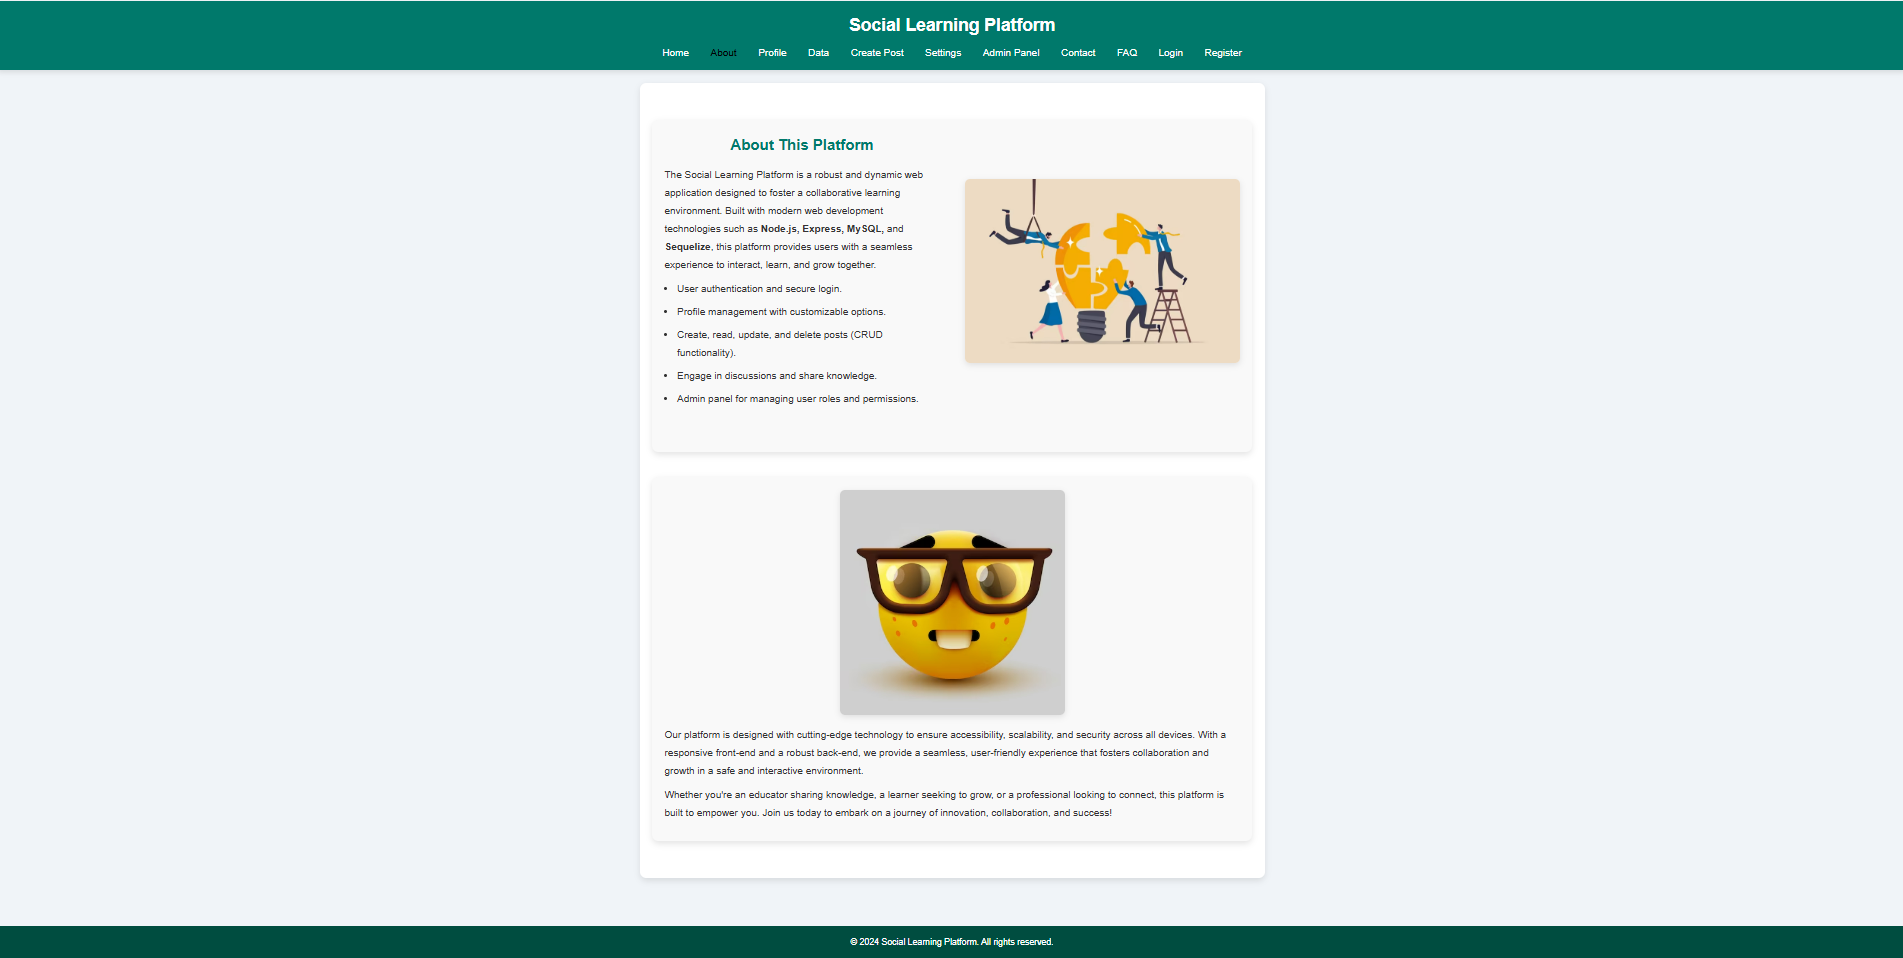 Social Learning Platform
Home About Profile Data Create Post Settings Admin Panel Contact FAQ Login Register
About This Platform
The Social Learning Platform is a robust and dynamic web
application designed to foster a collaborative learning
environment. Built with modern web development
technologies such as Node.js, Express, MySQL, and
Sequelize, this platform provides users with a seamless
experience to interact, learn, and grow together.
• User authentication and secure login.
• Profile management with customizable options.
• Create, read, update, and delete posts (CRUD
functionality).
• Engage in discussions and share knowledge.
• Admin panel for managing user roles and permissions.
Our platform is designed with cutting-edge technology to ensure accessibility, scalability, and security across all devices. With a
responsive front-end and a robust back-end, we provide a seamless, user-friendly experience that fosters collaboration and
growth in a safe and interactive environment.
Whether you're an educator sharing knowledge, a learner seeking to grow, or a professional looking to connect, this platform is
built to empower you. Join us today to embark on a journey of innovation, collaboration, and success!
© 2024 Social Learning Platform. All rights reserved.